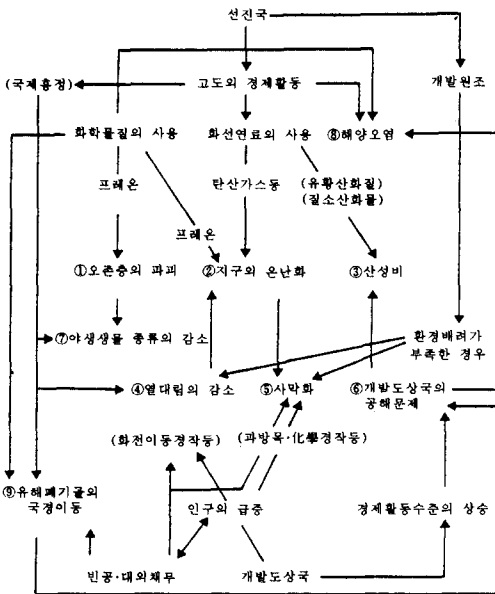 선진국
(국제흥정)
고도의 경제활동
개발원조
화학물질의 사용
화선연료의 사용
⑧해양오염
프레온
탄산가스등
(유황산화질)
(질소산화물)
프레온
①오존층의 파괴
②지구의 온난화
③산성비
⑦야생생물 종류의 감소
환경배려가
부족한 경우
④열대림의 감소
⑤사막화
⑥개발도상국의
공해문제
(화전이동경작등)
(과방목·化學경작등)
⑨유해폐기골의
국경이동
인구의 급증
경제활동수준의 상승
빈공·대외채무
개발도상국